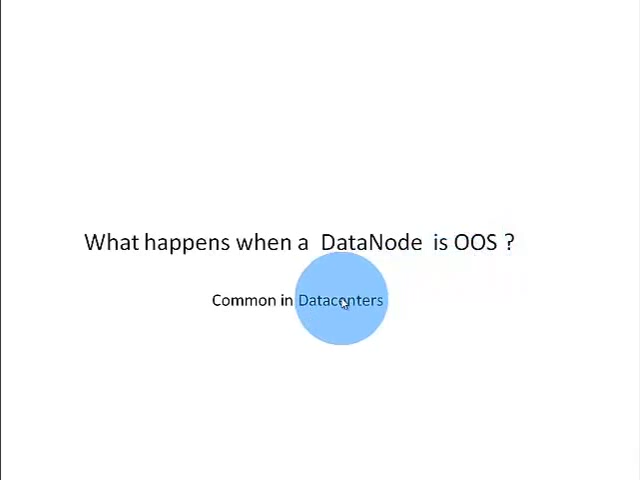 What happens when a DataNode is OOS ?
Common in Datacenters